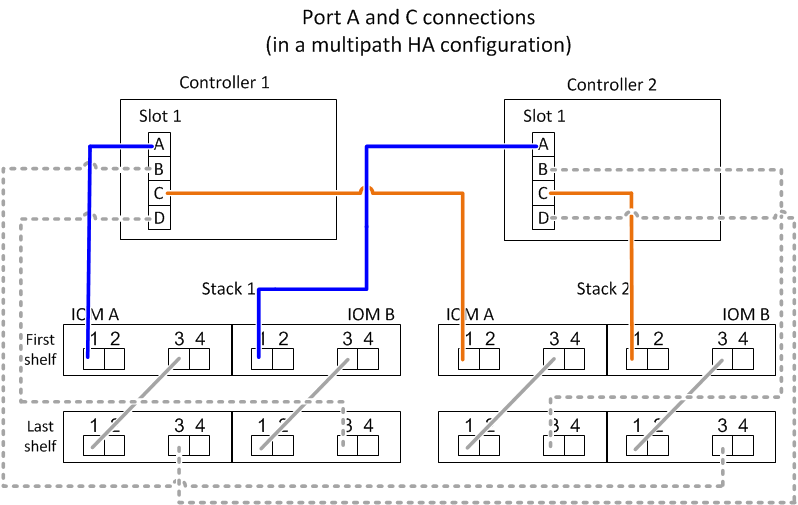 Port A and C connections
(in a multipath HA configuration)
Controller 1
Controller 2
Slot 1
Slot 1
A
B
C
D
A
B
C
D
Stack 1
Stack 2
IOM A
IOM B
IOM A
IOM B
First
shelf
1 2 3 4 1 2 3 4 1 2 3 4 1 2 3 4
Last
shelf
1 2 3 4 1 2 3 4 1 2 3 4 1 2 3 4